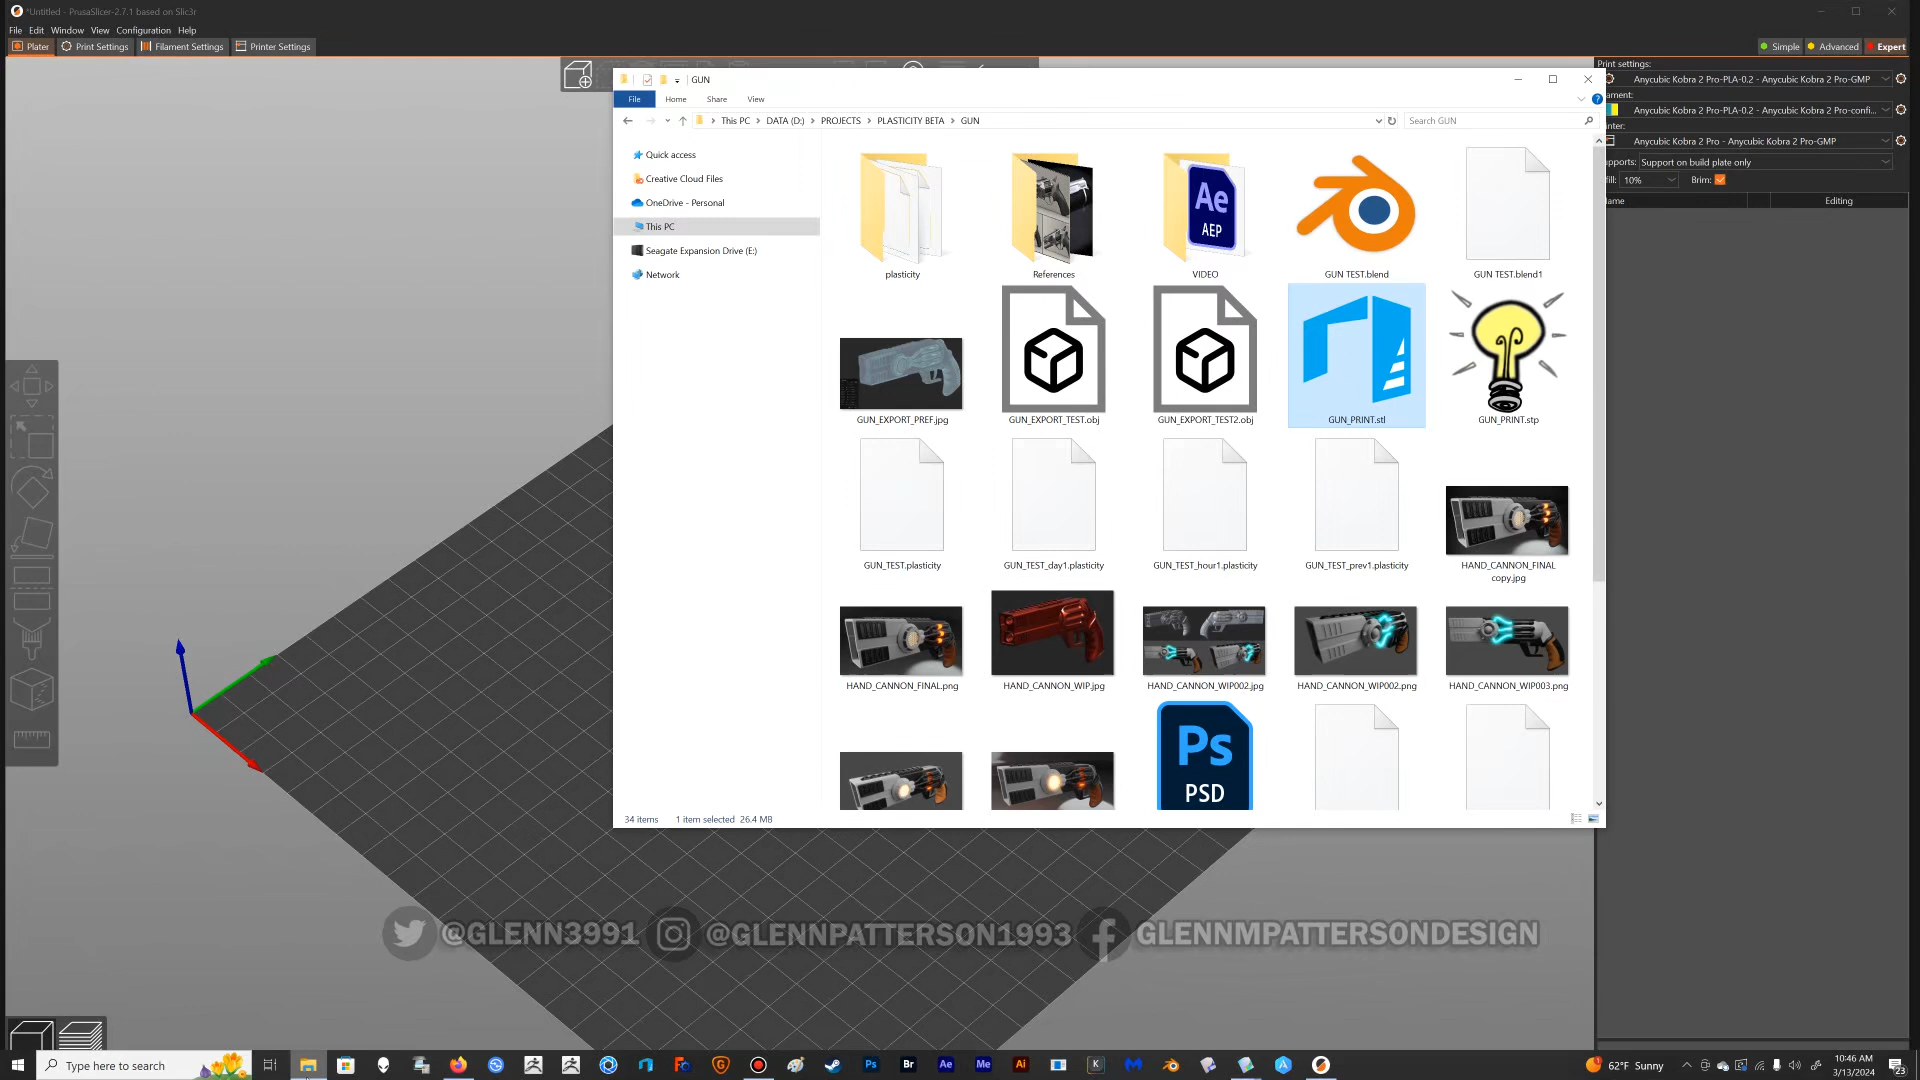 *Untitled - PrusaSlicer-2.7.1 based on Slic3r
File Edit Window View Configuration Help
Plater Print Settings Filament Settings Printer Settings
Simple Advanced Expert
Print settings:
Anycubic Kobra 2 Pro-PLA-0.2 - Anycubic Kobra 2 Pro-GMP
Anycubic Kobra 2 Pro-PLA-0.2 - Anycubic Kobra 2 Pro-confi...
Anycubic Kobra 2 Pro - Anycubic Kobra 2 Pro-GMP
Support on build plate only
10% Brim:
Editing
GUN
File Home Share View
This PC > DATA (D:) > PROJECTS > PLASTICITY BETA > GUN
Search GUN
Quick access
Creative Cloud Files
OneDrive - Personal
This PC
Seagate Expansion Drive (E:)
Network
Ae
AEP
plasticity References VIDEO GUN TEST.blend GUN TEST.blend1
GUN_EXPORT_PREF.jpg GUN_EXPORT_TEST.obj GUN_EXPORT_TEST2.obj GUN_PRINT.stl GUN_PRINT.stp
GUN_TEST.plasticity GUN_TEST_day1.plasticity GUN_TEST_hour1.plasticity GUN_TEST_prev1.plasticity HAND_CANNON_FINAL
copy.jpg
HAND_CANNON_FINAL.png HAND_CANNON_WIP.jpg HAND_CANNON_WIP002.jpg HAND_CANNON_WIP002.png HAND_CANNON_WIP003.png
Ps
PSD
34 items 1 item selected 26.4 MB
@GLENN3991 @GLENNPATTERSON1993 GLENNMPATTERSONDESIGN
Type here to search
Ps Br Ae Me Ai K
62°F Sunny
10:46 AM
3/13/2024
23